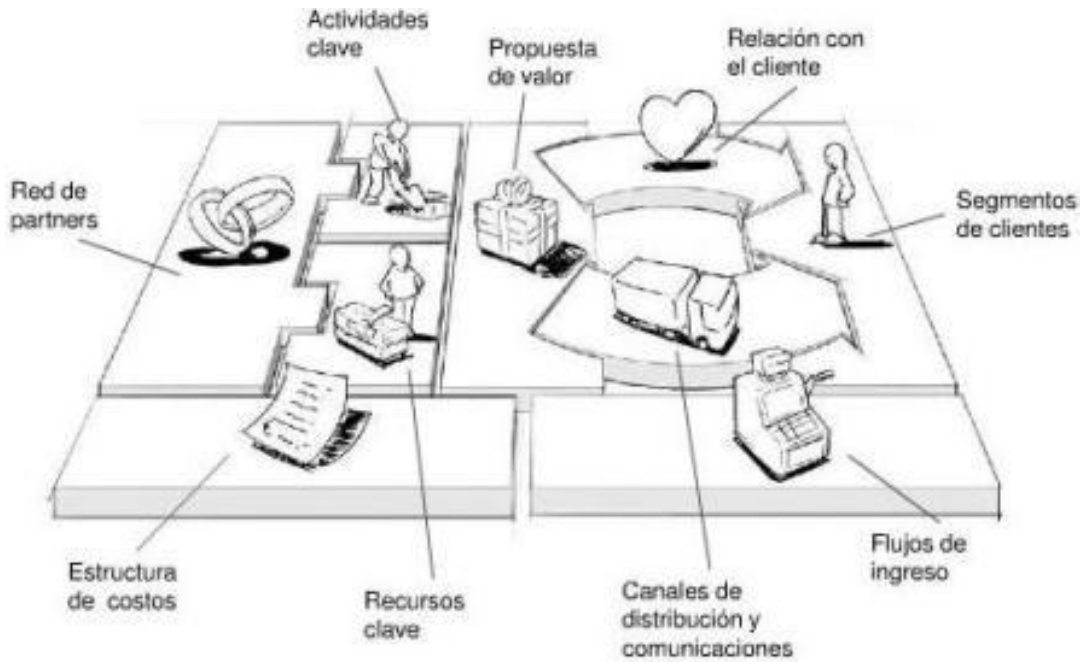 Actividades
clave
Propuesta
de valor
Relación con
el cliente
Red de
partners
Segmentos
de clientes
Estructura
de costos
Recursos
clave
Canales de
distribución y
comunicaciones
Flujos de
ingreso